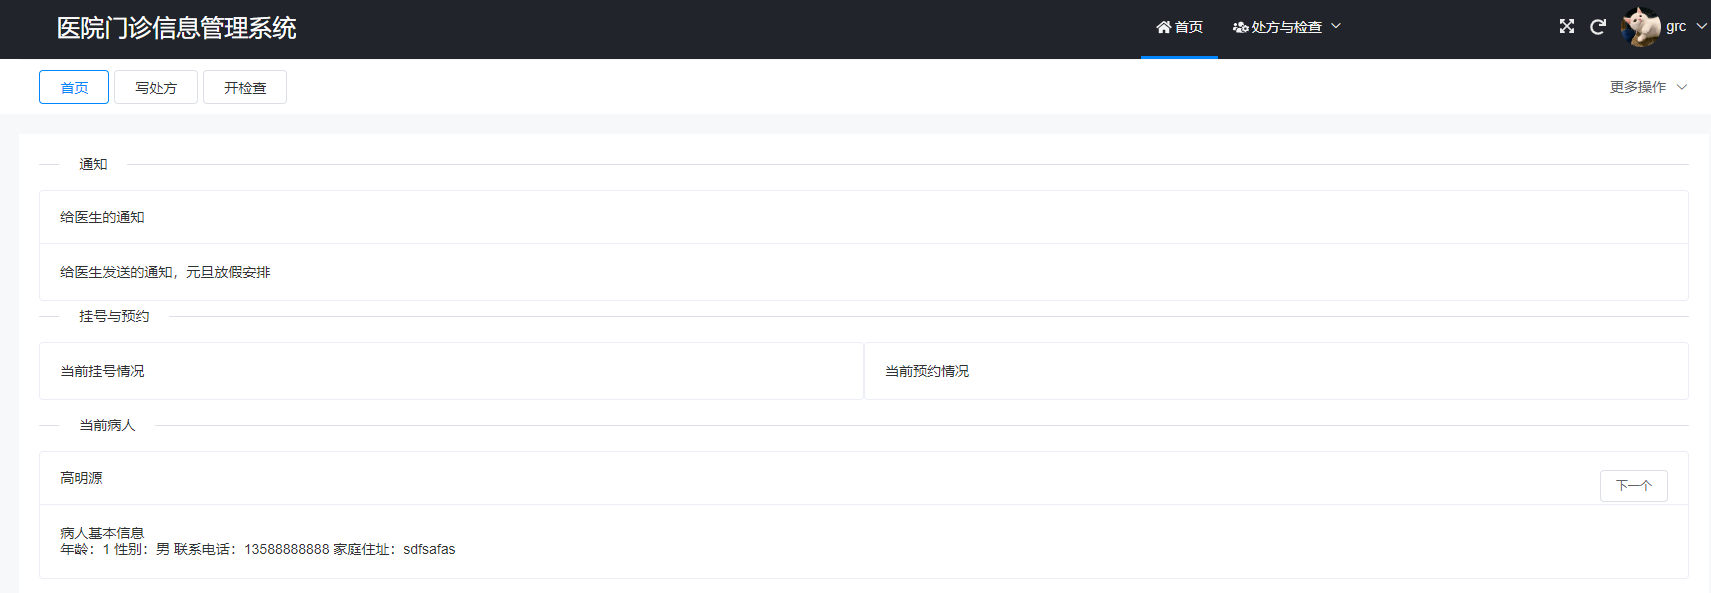 医院门诊信息管理系统 首页 处方与检查 grc
首页 写处方 开检查 更多操作
通知
给医生的通知
给医生发送的通知，元旦放假安排
挂号与预约
当前挂号情况 当前预约情况
当前病人
高明源 下一个
病人基本信息
年龄：1 性别：男 联系电话：13588888888 家庭住址：sdfsafas